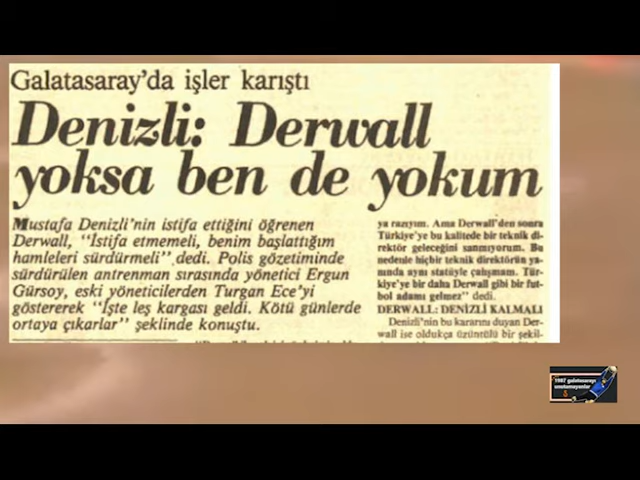 Galatasaray'da işler karıştı
Denizli: Derwall
yoksa ben de yokum
Mustafa Denizli'nin istifa ettiğini öğrenen
Derwall, "İstifa etmemeli, benim başlattığım
hamleleri sürdürmeli" dedi. Polis gözetiminde
sürdürülen antrenman sırasında yönetici Ergun
Gürsoy, eski yöneticilerden Turgan Ece'yi
göstererek "İşte leş kargası geldi. Kötü günlerde
ortaya çıkarlar" şeklinde konuştu.
ya razıyım. Ama Derwall'den sonra
Türkiye'ye bu kalitede bir teknik di-
rektör geleceğini sanmıyorum. Bu
nedenle hiçbir teknik direktörün ya-
nında aynı statüyle çalışmam. Tür-
kiye'ye bir daha Derwall gibi bir fut-
bol adamı gelmez" dedi.
DERWALL: DENİZLİ KALMALI
Denizli'nin bu kararını duyan Der-
wall ise oldukça üzüntülü bir şekil-
1987 galatasarayı
unutamayanlar